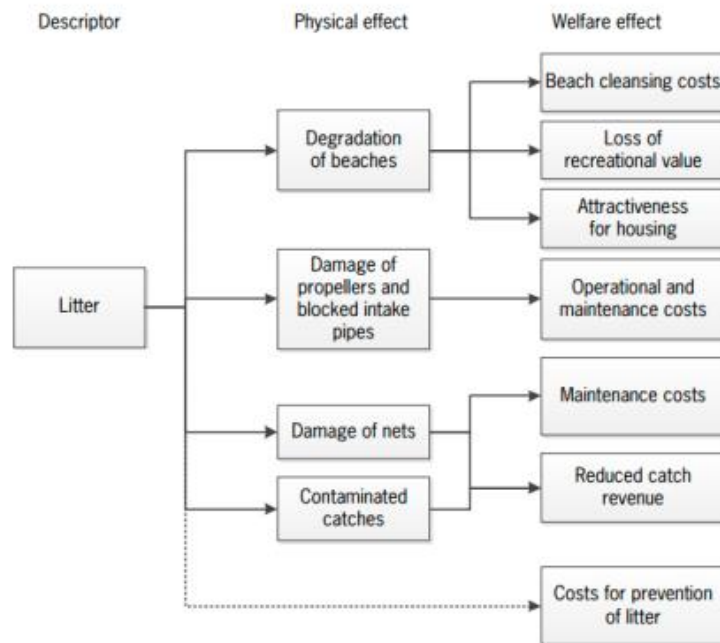 Descriptor
Physical effect
Welfare effect
Beach cleansing costs
Degradation
of beaches
Loss of
recreational value
Attractiveness
for housing
Litter
Damage of
propellers and
blocked intake
pipes
Operational and
maintenance costs
Maintenance costs
Damage of nets
Reduced catch
revenue
Contaminated
catches
Costs for prevention
of litter